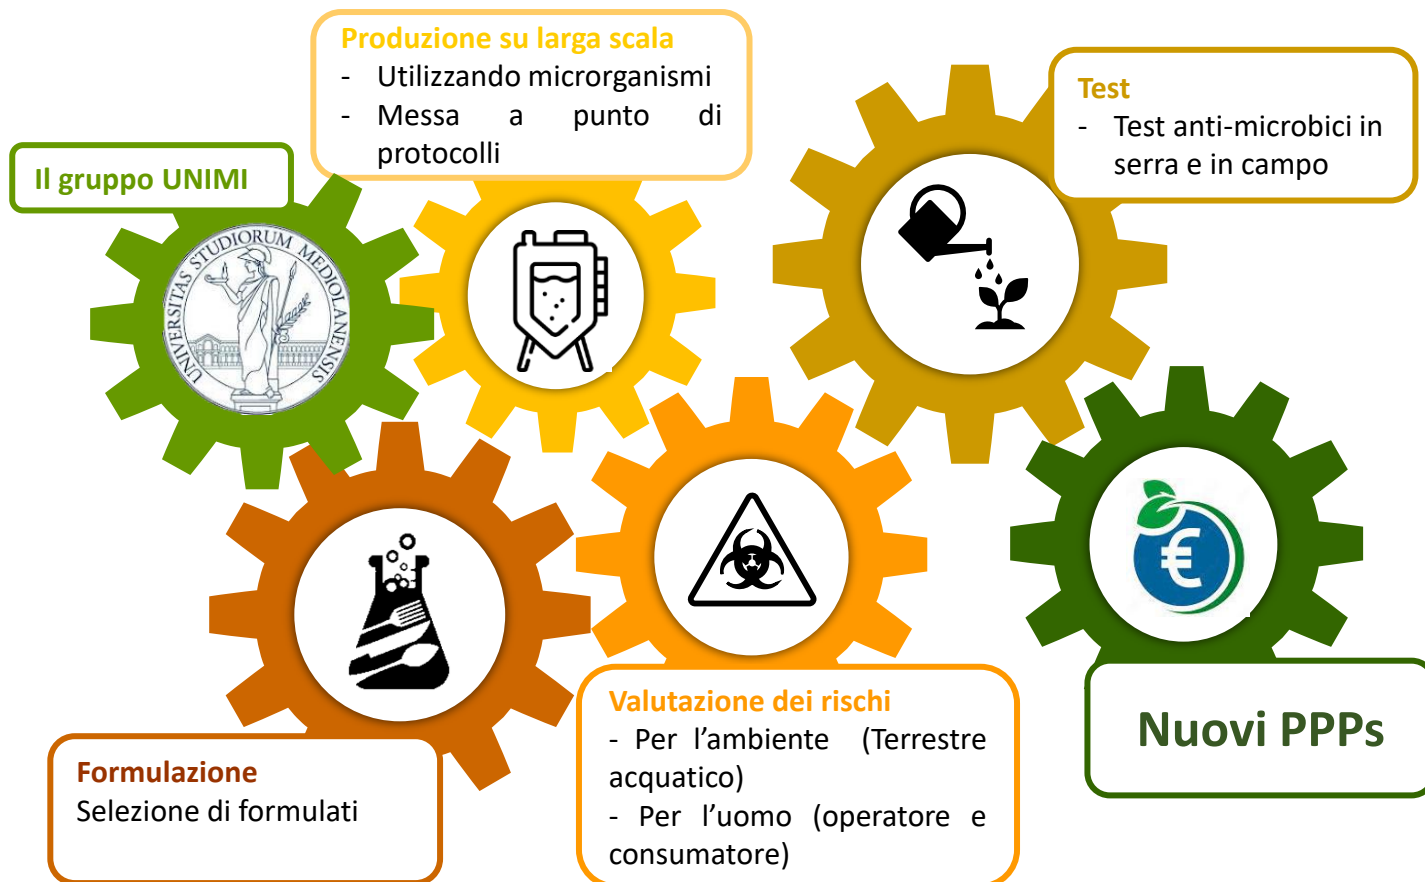 Produzione su larga scala
- Utilizzando microrganismi
- Messa a punto di
protocolli
Test
- Test anti-microbici in
serra e in campo
Il gruppo UNIMI
UNIVERSITAS STUDIORUM MEDIOLANENSIS
€
Nuovi PPPs
Formulazione
Selezione di formulati
Valutazione dei rischi
- Per l’ambiente (Terrestre
acquatico)
- Per l’uomo (operatore e
consumatore)